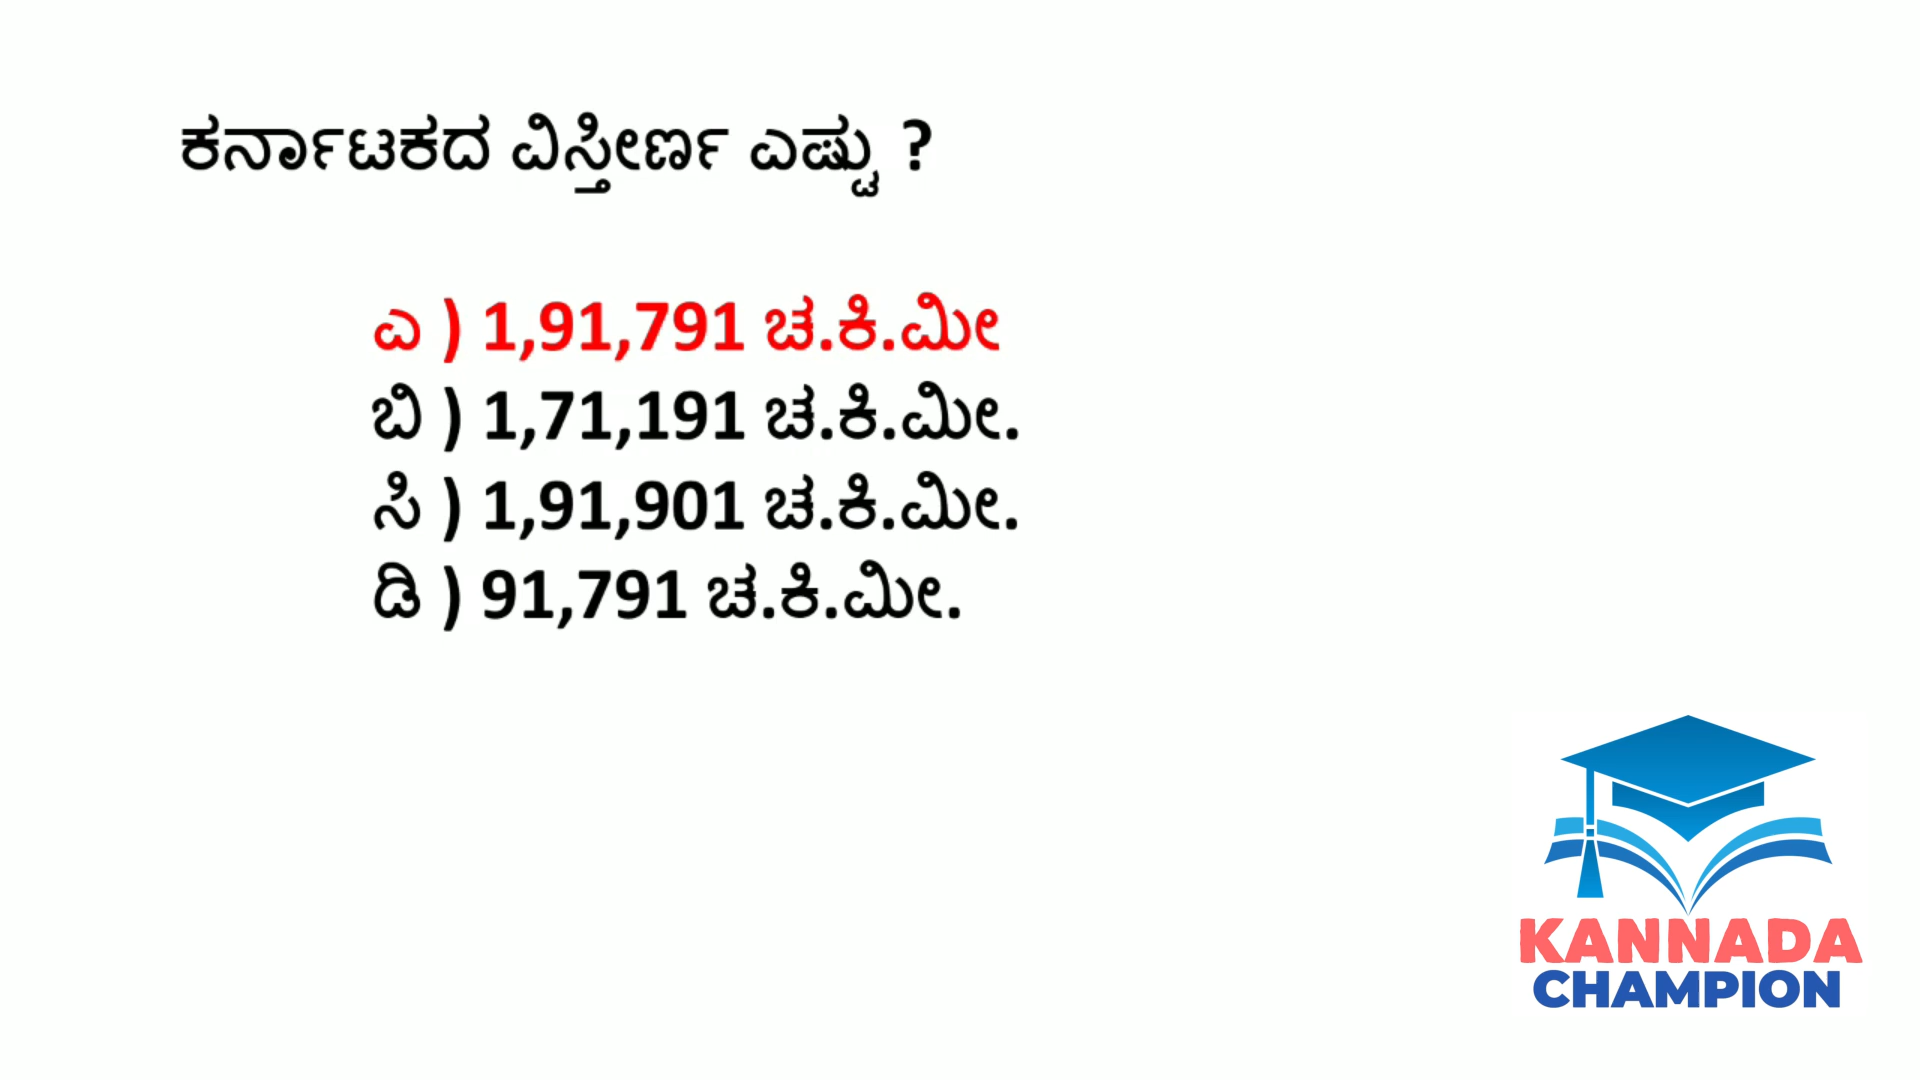 ಕರ್ನಾಟಕದ ವಿಸ್ತೀರ್ಣ ಎಷ್ಟು ?
ಎ ) 1,91,791 ಚ.ಕಿ.ಮೀ
ಬಿ ) 1,71,191 ಚ.ಕಿ.ಮೀ.
ಸಿ ) 1,91,901 ಚ.ಕಿ.ಮೀ.
ಡಿ ) 91,791 ಚ.ಕಿ.ಮೀ.
KANNADA
CHAMPION